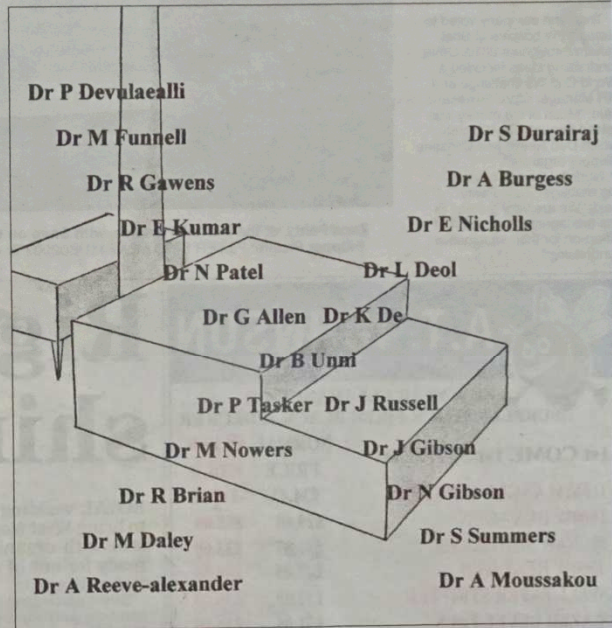 Dr P Devulaealli
Dr M Funnell
Dr S Durairaj
Dr R Gawens
Dr A Burgess
Dr E Kumar
Dr E Nicholls
Dr N Patel
Dr L Deol
Dr G Allen Dr K De
Dr B Unni
Dr P Tasker Dr J Russell
Dr M Nowers
Dr J Gibson
Dr R Brian
Dr N Gibson
Dr M Daley
Dr S Summers
Dr A Reeve-alexander
Dr A Moussakou